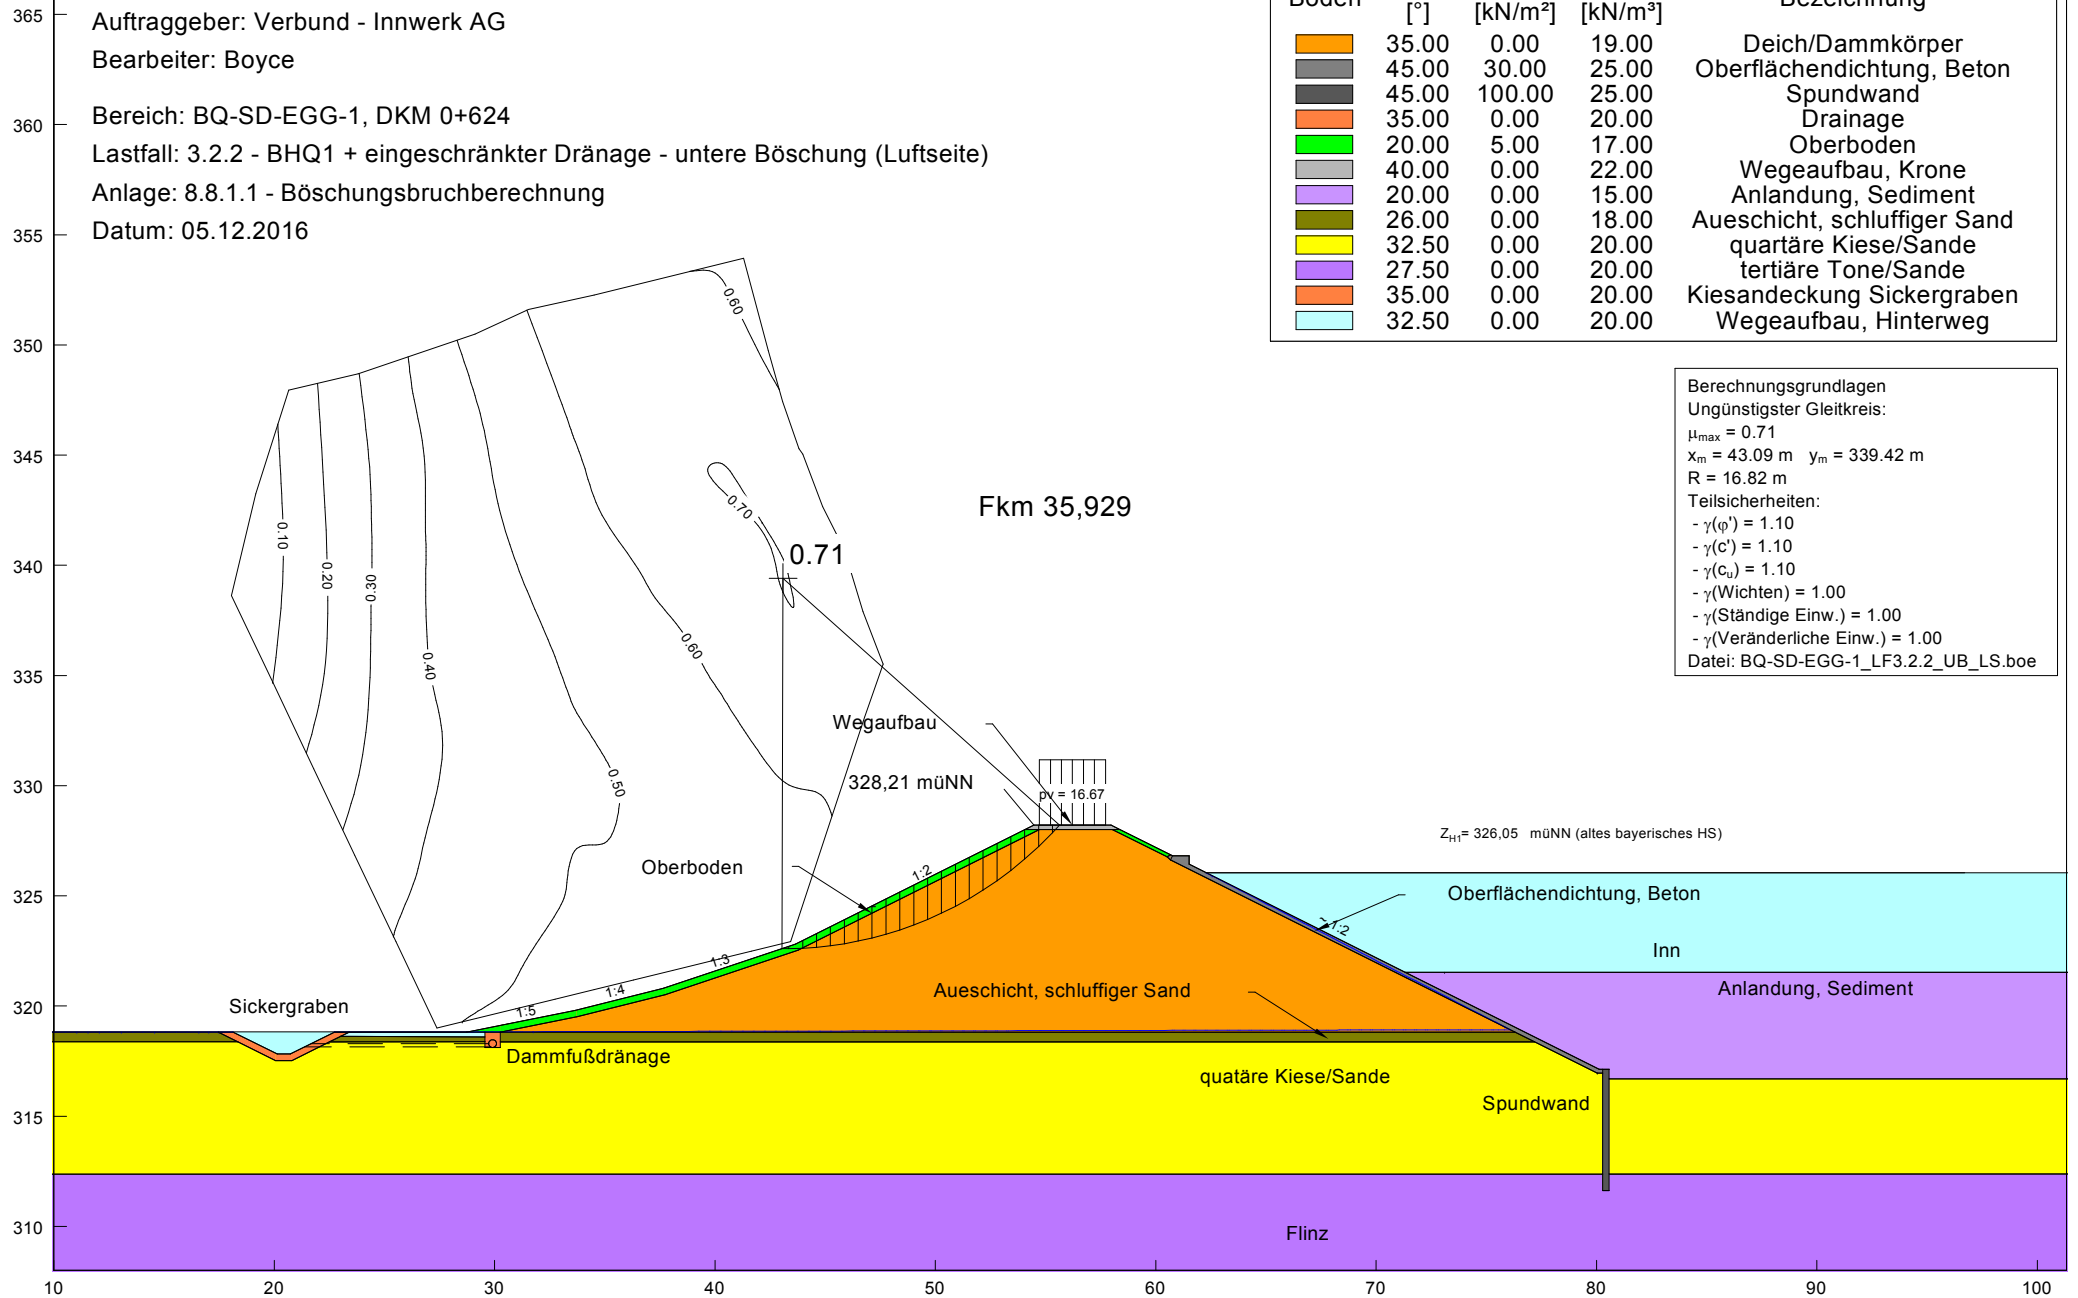 Auftraggeber: Verbund - Innwerk AG
Bearbeiter: Boyce
Bereich: BQ-SD-EGG-1, DKM 0+624
Lastfall: 3.2.2 - BHQ1 + eingeschränkter Dränage - untere Böschung (Luftseite)
Anlage: 8.8.1.1 - Böschungsbruchberechnung
Datum: 05.12.2016
Boden [°] [kN/m²] [kN/m³] Bezeichnung
35.00 0.00 19.00 Deich/Dammkörper
45.00 30.00 25.00 Oberflächendichtung, Beton
45.00 100.00 25.00 Spundwand
35.00 0.00 20.00 Drainage
20.00 5.00 17.00 Oberboden
40.00 0.00 22.00 Wegeaufbau, Krone
20.00 0.00 15.00 Anlandung, Sediment
26.00 0.00 18.00 Aueschicht, schluffiger Sand
32.50 0.00 20.00 quartäre Kiese/Sande
27.50 0.00 20.00 tertiäre Tone/Sande
35.00 0.00 20.00 Kiesandeckung Sickergraben
32.50 0.00 20.00 Wegeaufbau, Hinterweg
Berechnungsgrundlagen
Ungünstigster Gleitkreis:
μmax = 0.71
xm = 43.09 m ym = 339.42 m
R = 16.82 m
Teilsicherheiten:
- γ(φ') = 1.10
- γ(c') = 1.10
- γ(cu) = 1.10
- γ(Wichten) = 1.00
- γ(Ständige Einw.) = 1.00
- γ(Veränderliche Einw.) = 1.00
Datei: BQ-SD-EGG-1_LF3.2.2_UB_LS.boe
365
360
355
350
345
340
335
330
325
320
315
310
0.60
0.70
0.10
0.20
0.30
0.40
0.60
0.50
0.71
Fkm 35,929
Wegaufbau
328,21 müNN
pv = 16.67
ZH1= 326,05 müNN (altes bayerisches HS)
Oberboden
1:2
Oberflächendichtung, Beton
~1:2
Inn
1:3
1:4
1:5
Aueschicht, schluffiger Sand
Anlandung, Sediment
Sickergraben
Dammfußdränage
quatäre Kiese/Sande
Spundwand
Flinz
10 20 30 40 50 60 70 80 90 100